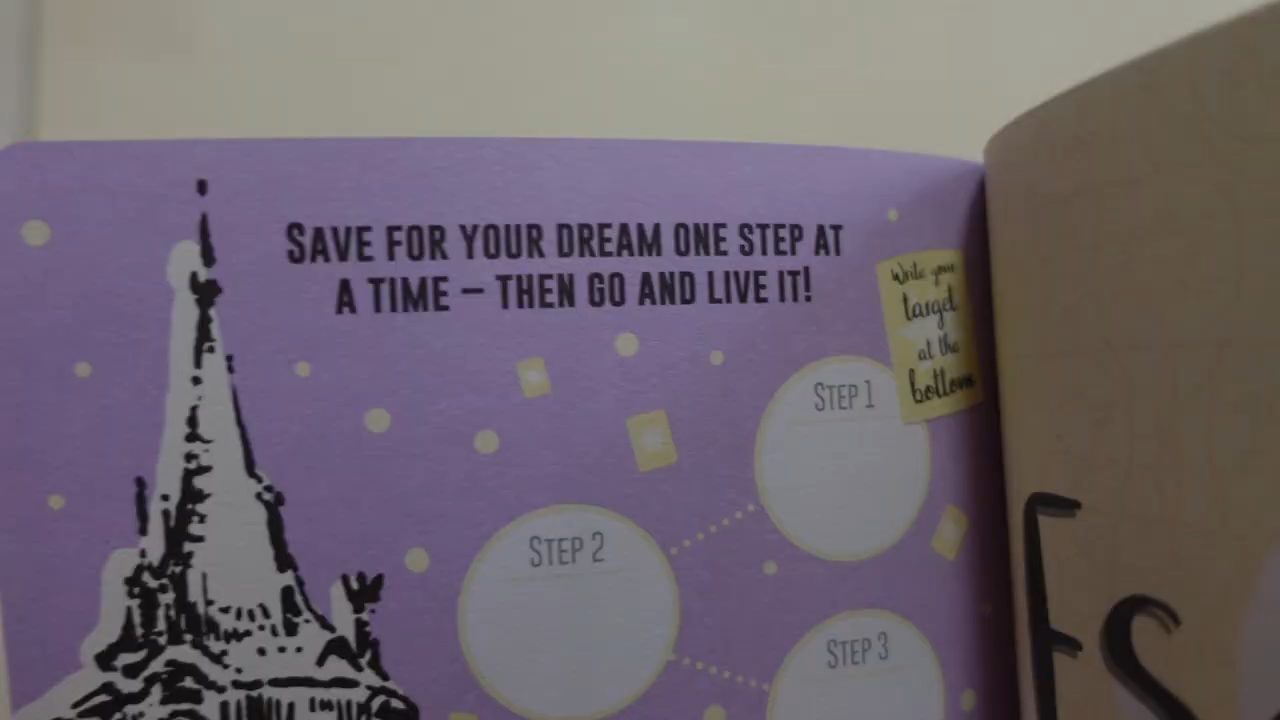 SAVE FOR YOUR DREAM ONE STEP AT
A TIME – THEN GO AND LIVE IT!
Write your
target
at the
bottom
STEP 1
STEP 2
STEP 3